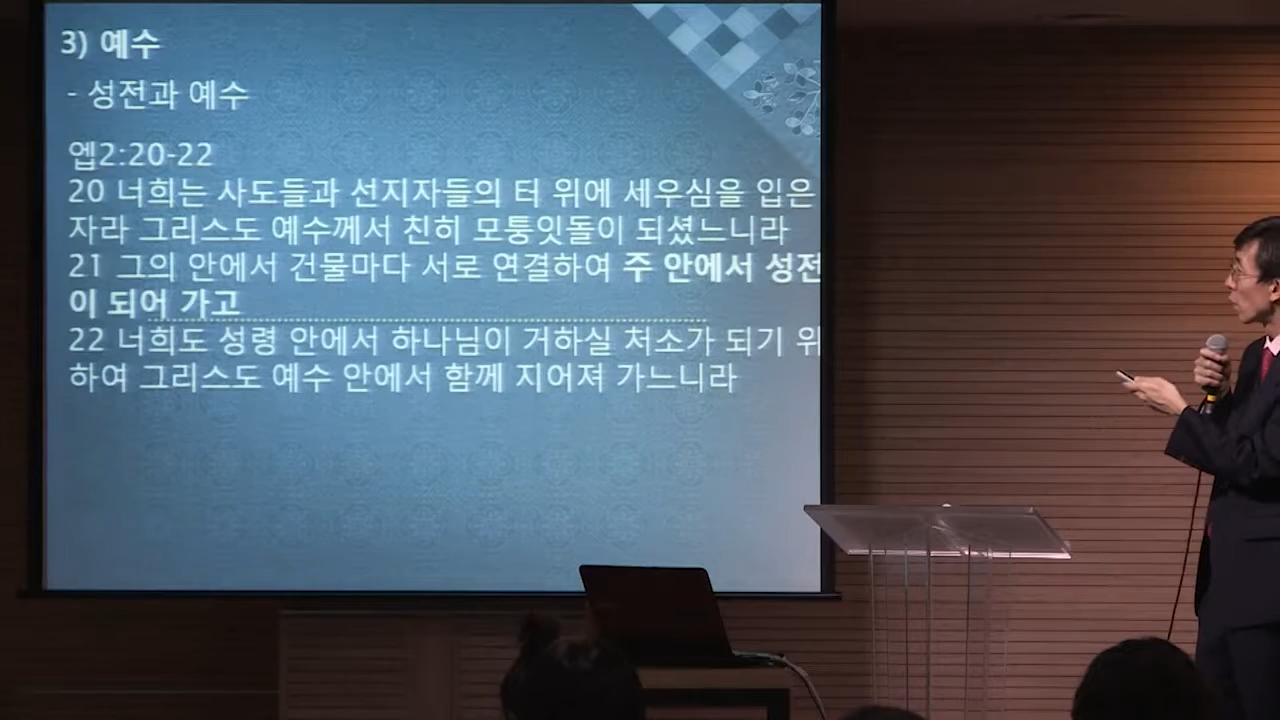 3) 예수
- 성전과 예수
엡2:20-22
20 너희는 사도들과 선지자들의 터 위에 세우심을 입은
자라 그리스도 예수께서 친히 모퉁잇돌이 되셨느니라
21 그의 안에서 건물마다 서로 연결하여 주 안에서 성전
이 되어 가고
22 너희도 성령 안에서 하나님이 거하실 처소가 되기 위
하여 그리스도 예수 안에서 함께 지어져 가느니라